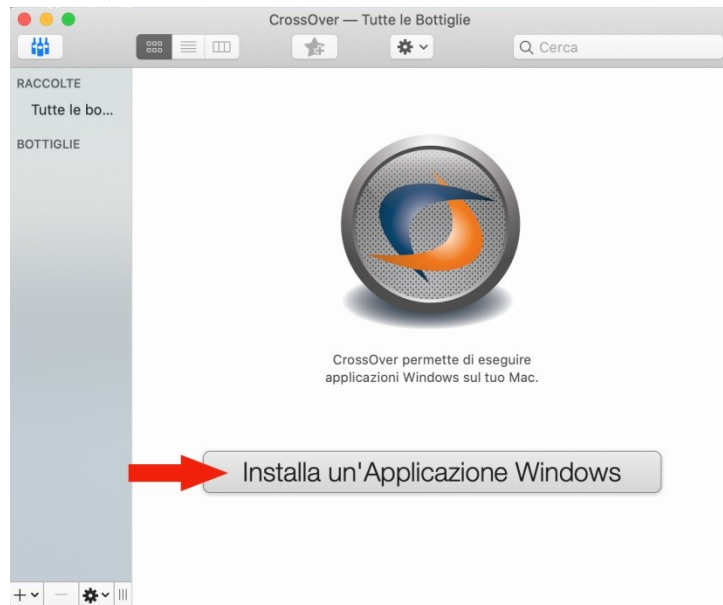 CrossOver — Tutte le Bottiglie
Cerca
RACCOLTE
Tutte le bo...
BOTTIGLIE
CrossOver permette di eseguire
applicazioni Windows sul tuo Mac.
Installa un'Applicazione Windows